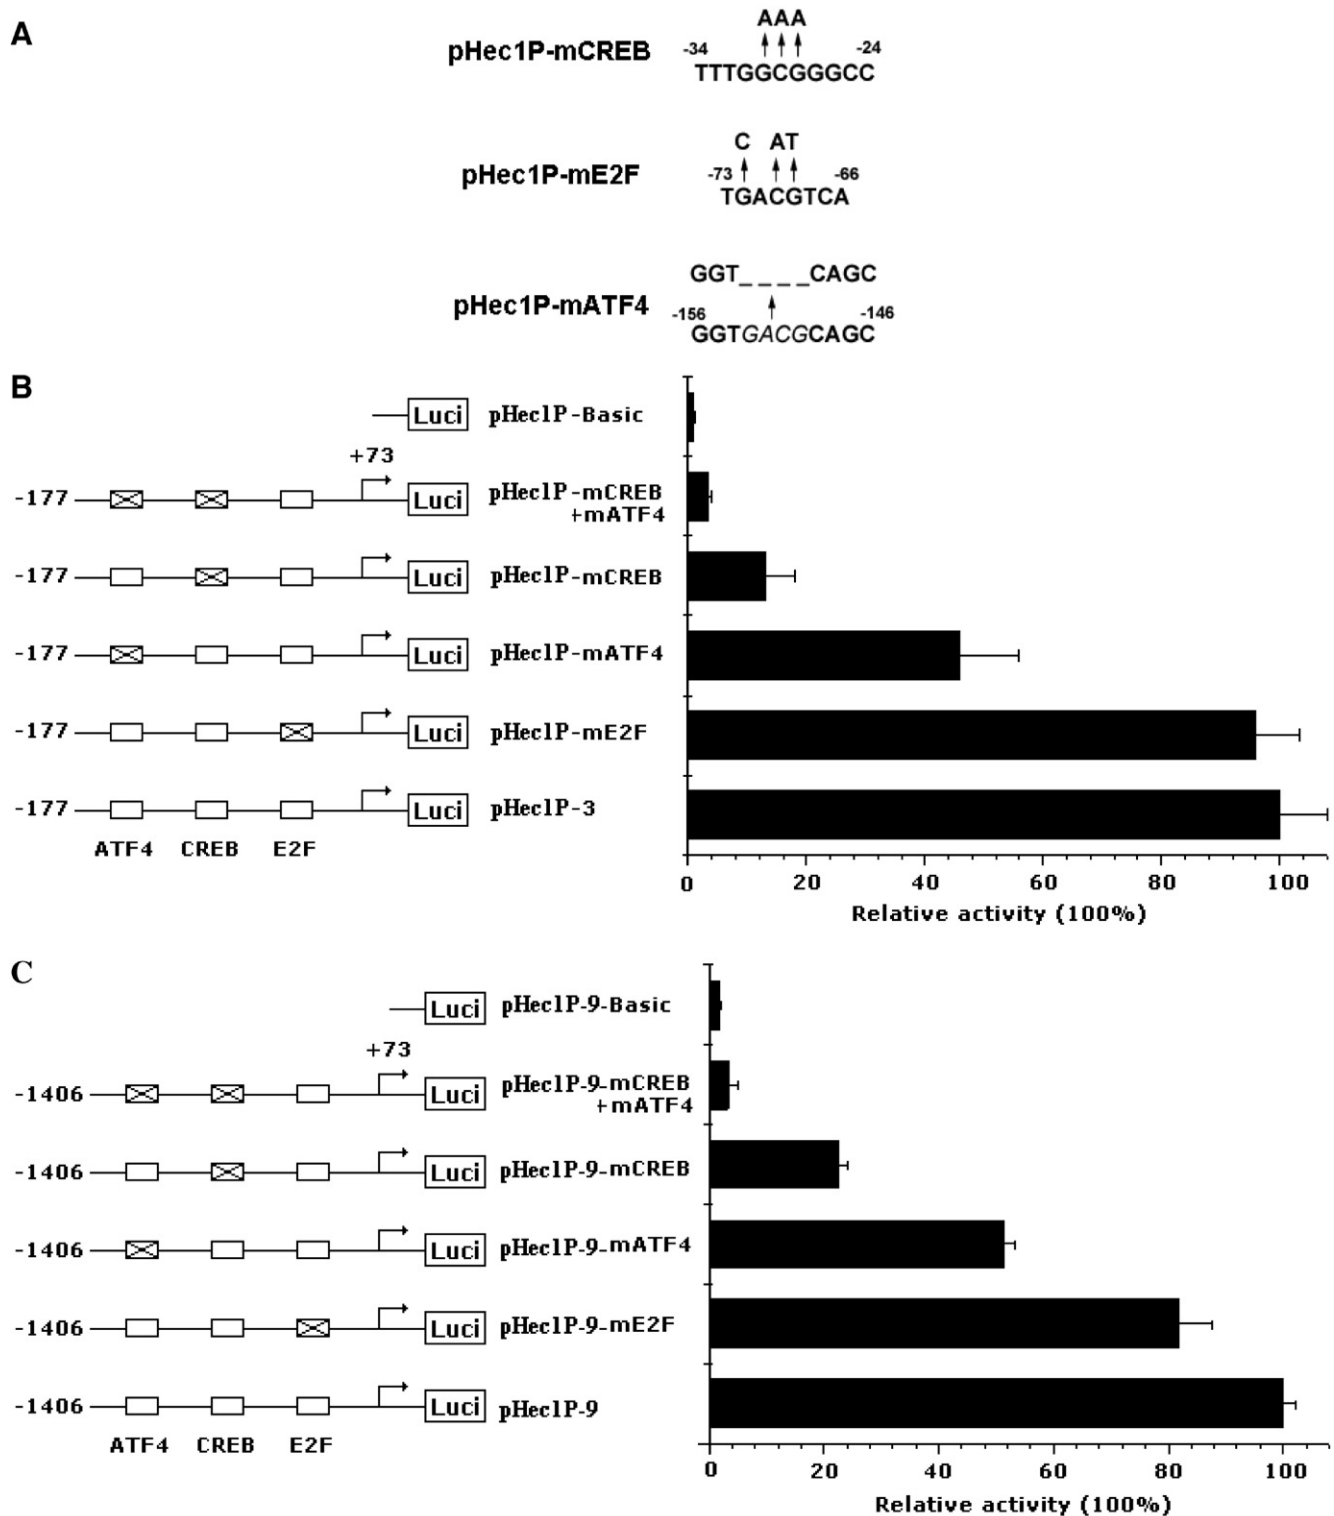 A
AAA
pHec1P-mCREB
-34 -24
TTTGGCGGGCC
C AT
pHec1P-mE2F
-73 -66
TGACGTCA
GGT_ _ _ _CAGC
pHec1P-mATF4
-156 -146
GGTGACGCAGC
B
Luci pHec1P-Basic
+73
-177 Luci pHec1P-mCREB
+mATF4
-177 Luci pHec1P-mCREB
-177 Luci pHec1P-mATF4
-177 Luci pHec1P-mE2F
-177 Luci pHec1P-3
ATF4 CREB E2F
0 20 40 60 80 100
Relative activity (100%)
C
Luci pHec1P-9-Basic
+73
-1406 Luci pHec1P-9-mCREB
+mATF4
-1406 Luci pHec1P-9-mCREB
-1406 Luci pHec1P-9-mATF4
-1406 Luci pHec1P-9-mE2F
-1406 Luci pHec1P-9
ATF4 CREB E2F
0 20 40 60 80 100
Relative activity (100%)